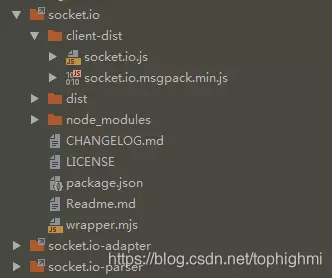 socket.io
client-dist
socket.io.js
socket.io.msgpack.min.js
dist
node_modules
CHANGELOG.md
LICENSE
package.json
Readme.md
wrapper.mjs
socket.io-adapter
https://blog.csdn.net/tophighmi
socket.io-parser